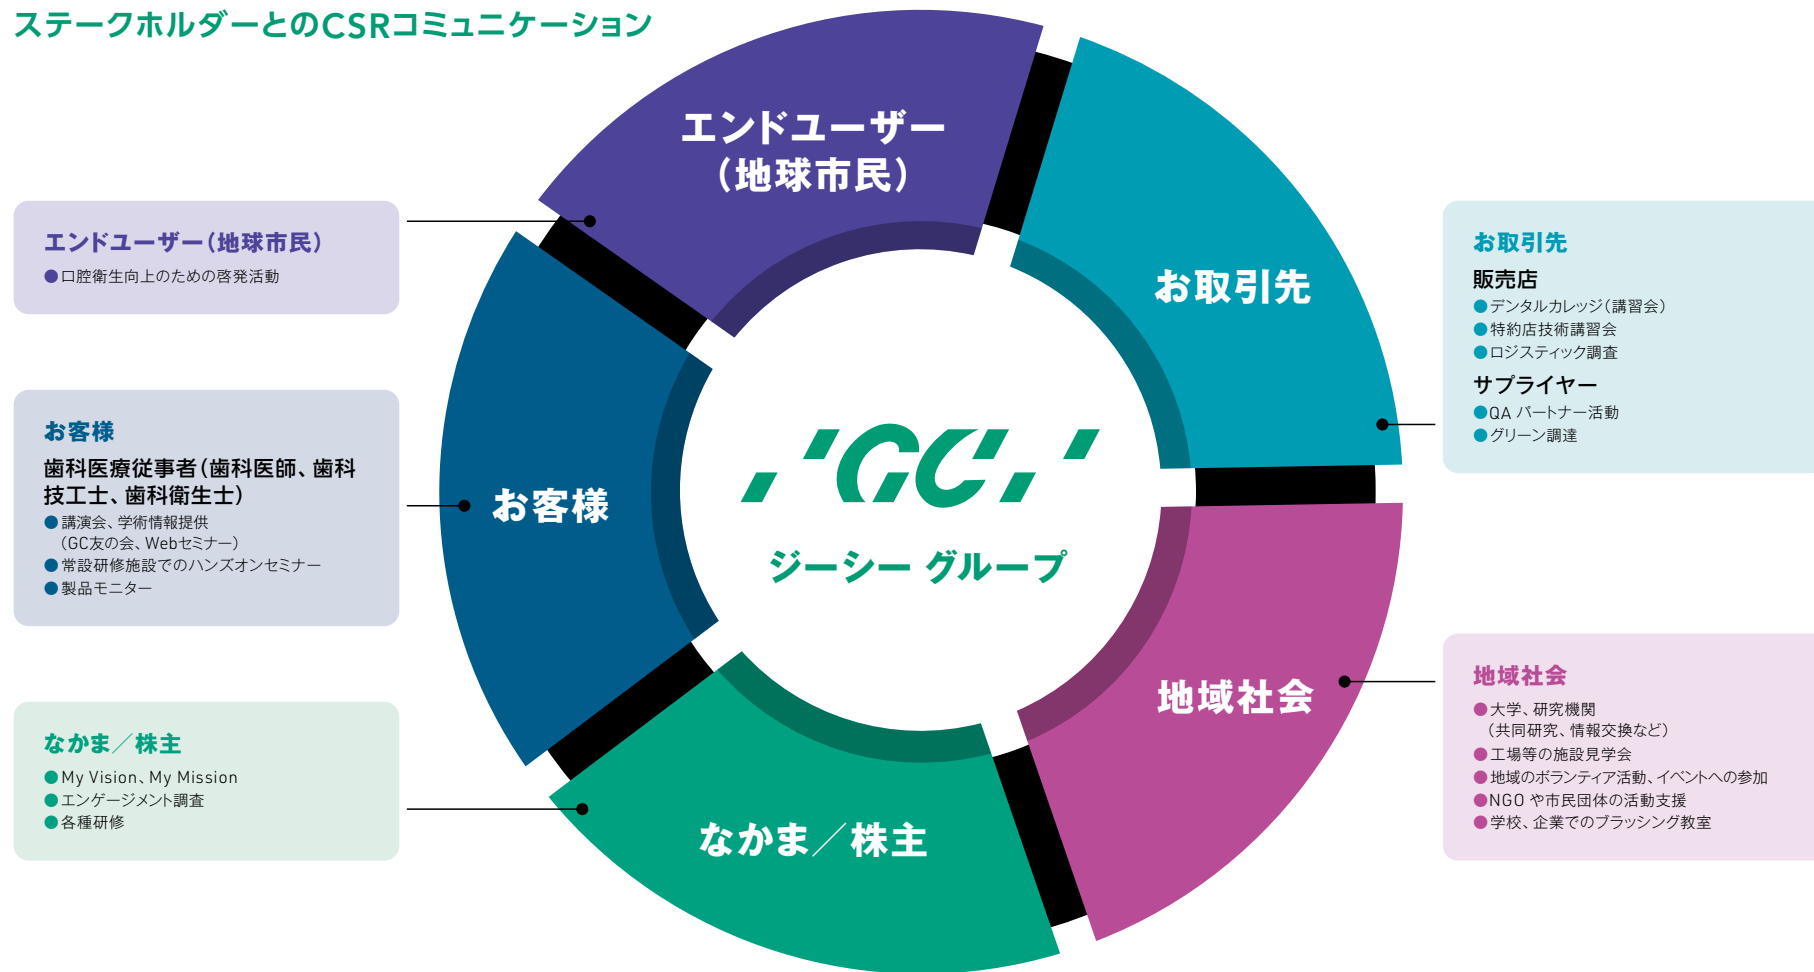 ステークホルダーとのCSRコミュニケーション
エンドユーザー
（地球市民）
お取引先
地域社会
なかま／株主
お客様
GC
ジーシー グループ
エンドユーザー（地球市民）
●口腔衛生向上のための啓発活動
お客様
歯科医療従事者（歯科医師、歯科
技工士、歯科衛生士）
●講演会、学術情報提供
（GC友の会、Webセミナー）
●常設研修施設でのハンズオンセミナー
●製品モニター
なかま／株主
●My Vision、My Mission
●エンゲージメント調査
●各種研修
お取引先
販売店
●デンタルカレッジ（講習会）
●特約店技術講習会
●ロジスティック調査
サプライヤー
●QA パートナー活動
●グリーン調達
地域社会
●大学、研究機関
（共同研究、情報交換など）
●工場等の施設見学会
●地域のボランティア活動、イベントへの参加
●NGO や市民団体の活動支援
●学校、企業でのブラッシング教室